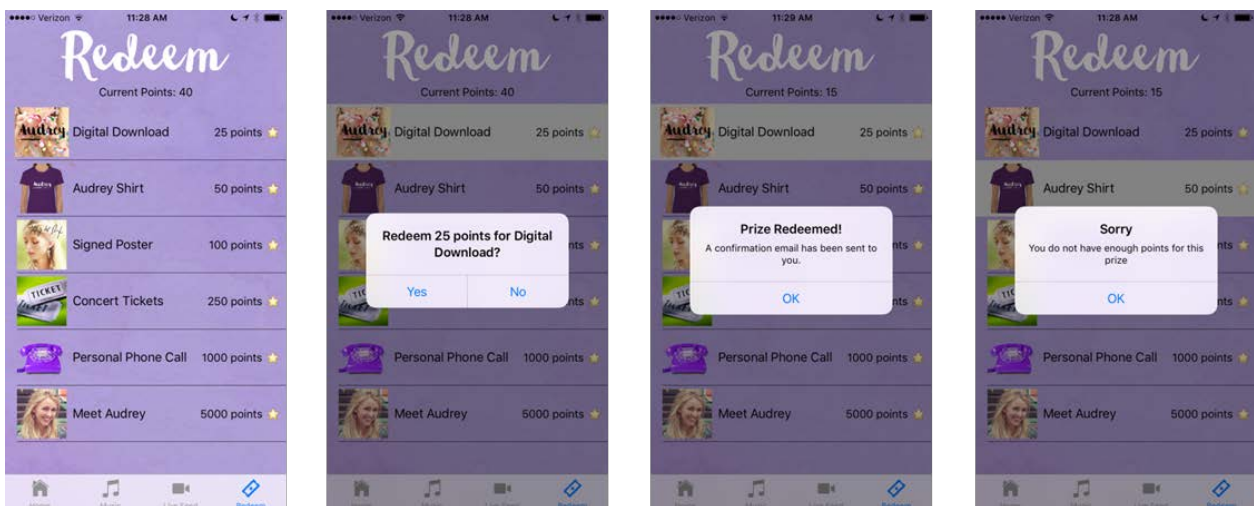 Verizon 11:28 AM
Redeem
Current Points: 40
Audrey Digital Download 25 points
Audrey Shirt 50 points
Signed Poster 100 points
TICKET Concert Tickets 250 points
Personal Phone Call 1000 points
Meet Audrey 5000 points
Redeem
Verizon 11:28 AM
Redeem
Current Points: 40
Audrey Digital Download 25 points
Audrey Shirt 50 points
Redeem 25 points for Digital
Download?
Yes No
Personal Phone Call 1000 points
Meet Audrey 5000 points
Verizon 11:29 AM
Redeem
Current Points: 15
Audrey Digital Download 25 points
Audrey Shirt 50 points
Prize Redeemed!
A confirmation email has been sent to
you.
OK
Personal Phone Call 1000 points
Meet Audrey 5000 points
Verizon 11:28 AM
Redeem
Current Points: 15
Audrey Digital Download 25 points
Audrey Shirt 50 points
Sorry
You do not have enough points for this
prize
OK
Personal Phone Call 1000 points
Meet Audrey 5000 points